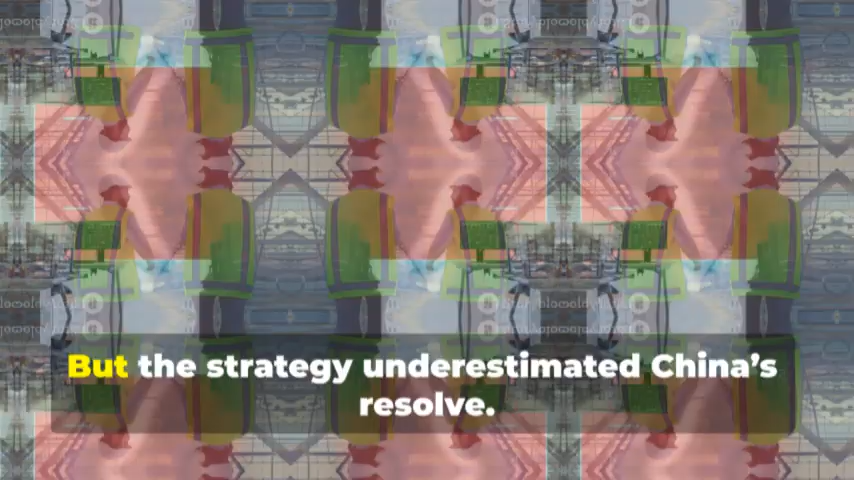 But the strategy underestimated China’s
resolve.